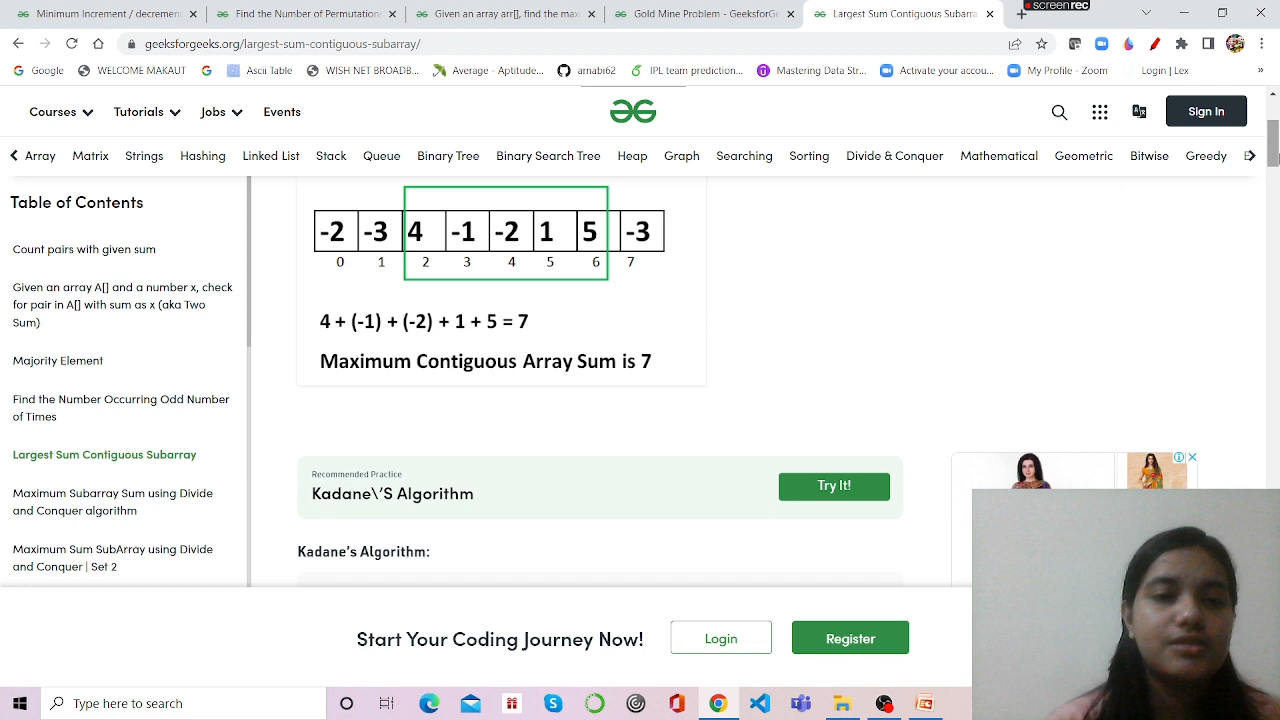 screen rec
Minimum Increment / decrement
Find the Number occurring
Given an array arr[], find the max
Gold Mine Problem - GeeksforGe
Largest Sum Contiguous Subarra
geeksforgeeks.org/largest-sum-contiguous-subarray/
Google
WELCOME MAKAUT
Ascii Table
WISH NET BROADB...
Average - Aptitude...
arnabi62
IPL team prediction...
Mastering Data Str...
Activate your accou...
My Profile - Zoom
Login | Lex
»
Courses
Tutorials
Jobs
Events
Sign In
Array
Matrix
Strings
Hashing
Linked List
Stack
Queue
Binary Tree
Binary Search Tree
Heap
Graph
Searching
Sorting
Divide & Conquer
Mathematical
Geometric
Bitwise
Greedy
Table of Contents
Count pairs with given sum
Given an array A[] and a number x, check
for pair in A[] with sum as x (aka Two
Sum)
Majority Element
Find the Number Occurring Odd Number
of Times
Largest Sum Contiguous Subarray
Maximum Subarray Sum using Divide
and Conquer algorithm
Maximum Sum SubArray using Divide
and Conquer | Set 2
-2 -3 4 -1 -2 1 5 -3
0 1 2 3 4 5 6 7
4 + (-1) + (-2) + 1 + 5 = 7
Maximum Contiguous Array Sum is 7
Recommended Practice
Kadane\'S Algorithm
Try It!
Kadane's Algorithm:
Start Your Coding Journey Now!
Login
Register
Type here to search